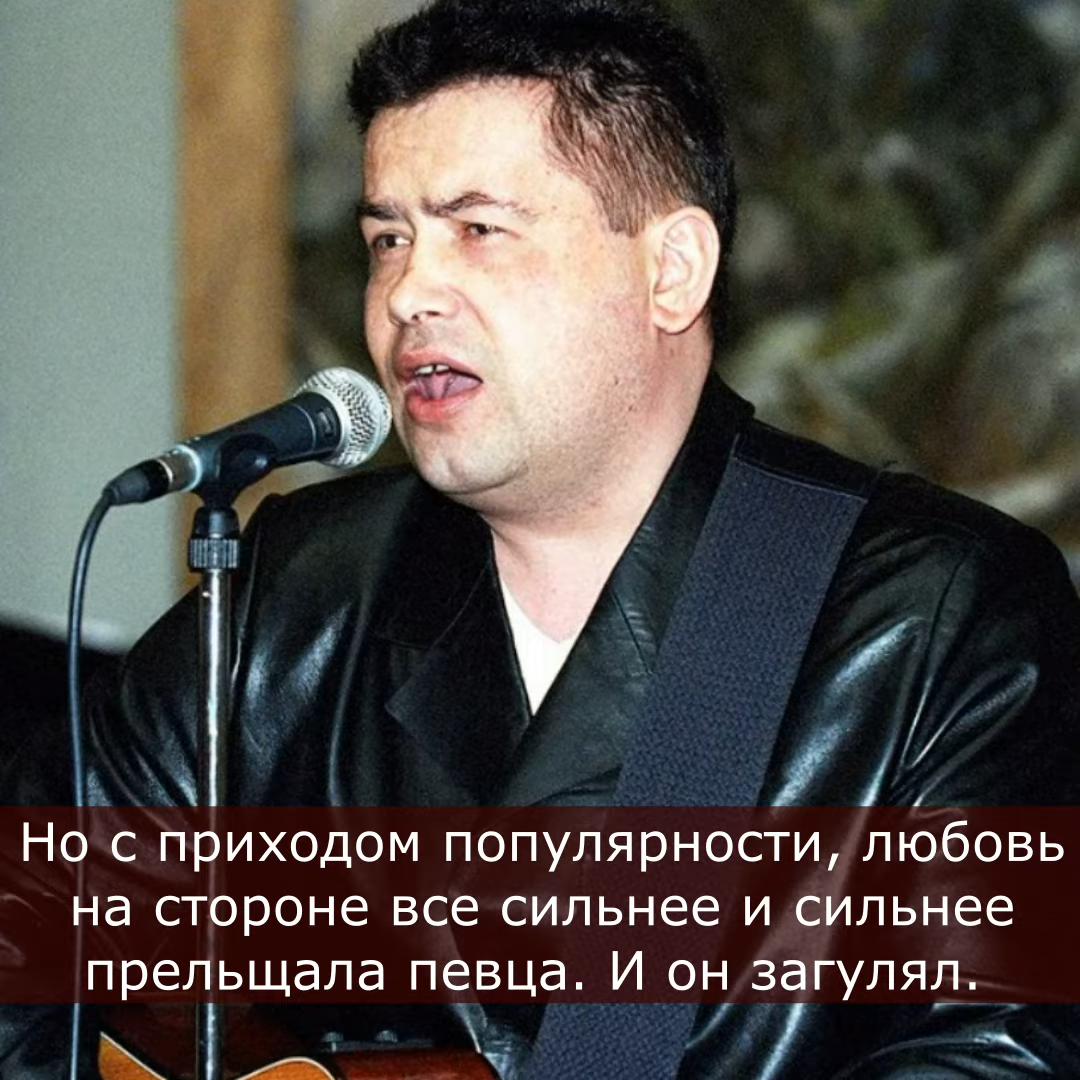 Но с приходом популярности, любовь
на стороне все сильнее и сильнее
прельщала певца. И он загулял.